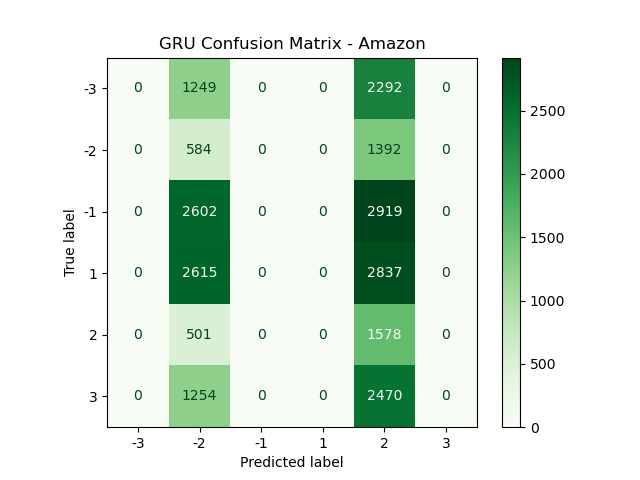 GRU Confusion Matrix - Amazon
-3 0 1249 0 0 2292 0
-2 0 584 0 0 1392 0
-1 0 2602 0 0 2919 0
1 0 2615 0 0 2837 0
2 0 501 0 0 1578 0
3 0 1254 0 0 2470 0
-3 -2 -1 1 2 3
Predicted label
True label
2500
2000
1500
1000
500
0